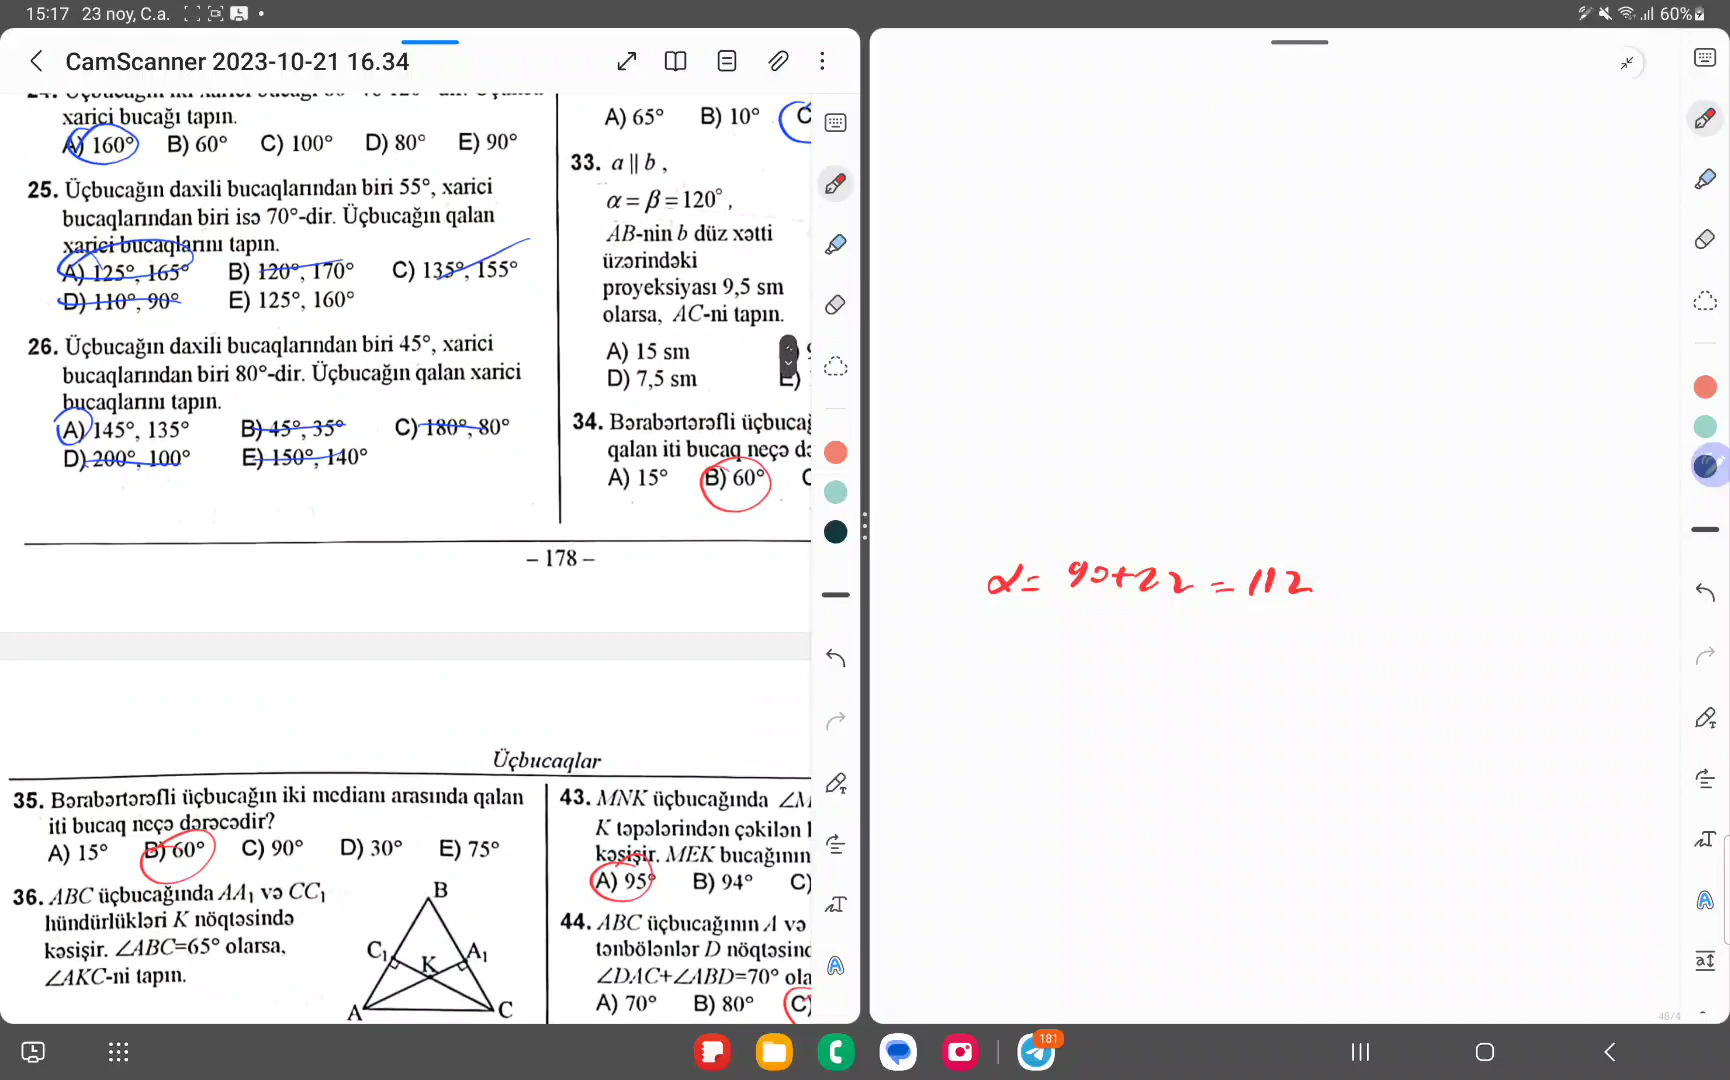 15:17 23 noy, C.a.
60%
CamScanner 2023-10-21 16.34
xarici bucağı tapın.
A) 160° B) 60° C) 100° D) 80° E) 90°
25. Üçbucağın daxili bucaqlarından biri 55°, xarici
bucaqlarından biri isə 70°-dir. Üçbucağın qalan
xarici bucaqlarını tapın.
A) 125°, 165° B) 120°, 170° C) 135°, 155°
D) 110°, 90° E) 125°, 160°
26. Üçbucağın daxili bucaqlarından biri 45°, xarici
bucaqlarından biri 80°-dir. Üçbucağın qalan xarici
bucaqlarını tapın.
A) 145°, 135° B) 45°, 35° C) 180°, 80°
D) 200°, 100° E) 150°, 140°
A) 65° B) 10° C
33. a || b ,
α = β = 120° ,
AB-nin b düz xətti
üzərindəki
proyeksiyası 9,5 sm
olarsa, AC-ni tapın.
A) 15 sm
D) 7,5 sm E)
34. Bərabərtərəfli üçbucağ
qalan iti bucaq neçə də
A) 15° B) 60° C
– 178 –
Üçbucaqlar
35. Bərabərtərəfli üçbucağın iki medianı arasında qalan
iti bucaq neçə dərəcədir?
A) 15° B) 60° C) 90° D) 30° E) 75°
36. ABC üçbucağında AA₁ və CC₁
hündürlükləri K nöqtəsində
kəsişir. ∠ABC=65° olarsa,
∠AKC-ni tapın.
B
C₁ A₁
K
A C
43. MNK üçbucağında ∠M
K təpələrindən çəkilən
kəsişir. MEK bucağının
A) 95° B) 94° C)
44. ABC üçbucağının A və
tənbölənlər D nöqtəsind
∠DAC+∠ABD=70° ola
A) 70° B) 80° C)
α = 90+22 = 112
48/4
181